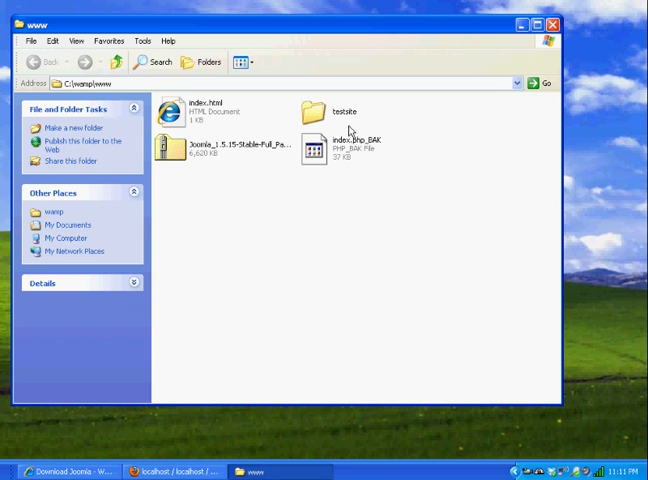 www
File Edit View Favorites Tools Help
Back Search Folders
Address C:\wamp\www Go
File and Folder Tasks
Make a new folder
Publish this folder to the
Web
Share this folder
Other Places
wamp
My Documents
My Computer
My Network Places
Details
index.html
HTML Document
1 KB
testsite
Joomla_1.5.15-Stable-Full_Pa...
6,620 KB
index.php_BAK
PHP_BAK File
37 KB
Download Joomla - W... localhost / localhost / ... www 11:11 PM